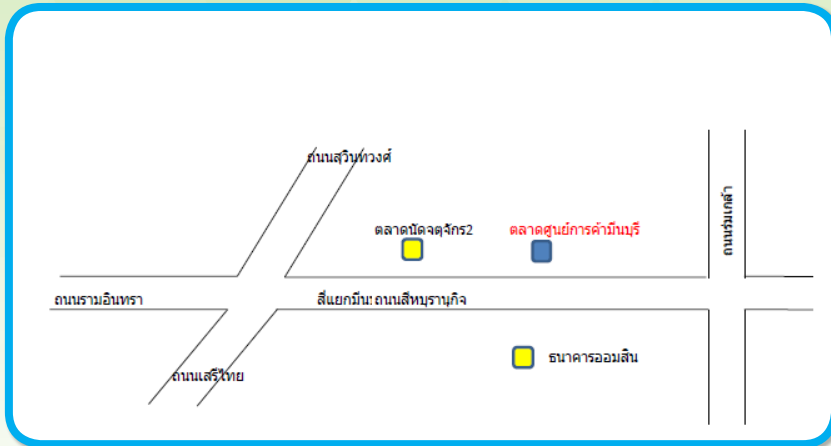 ถนนสุวินทวงศ์
ตลาดนัดจตุจักร2
ตลาดศูนย์การค้ามีนบุรี
ถนนร่มเกล้า
ถนนรามอินทรา
สี่แยกมีนะถนนสีหบุรานุกิจ
ธนาคารออมสิน
ถนนเสรีไทย